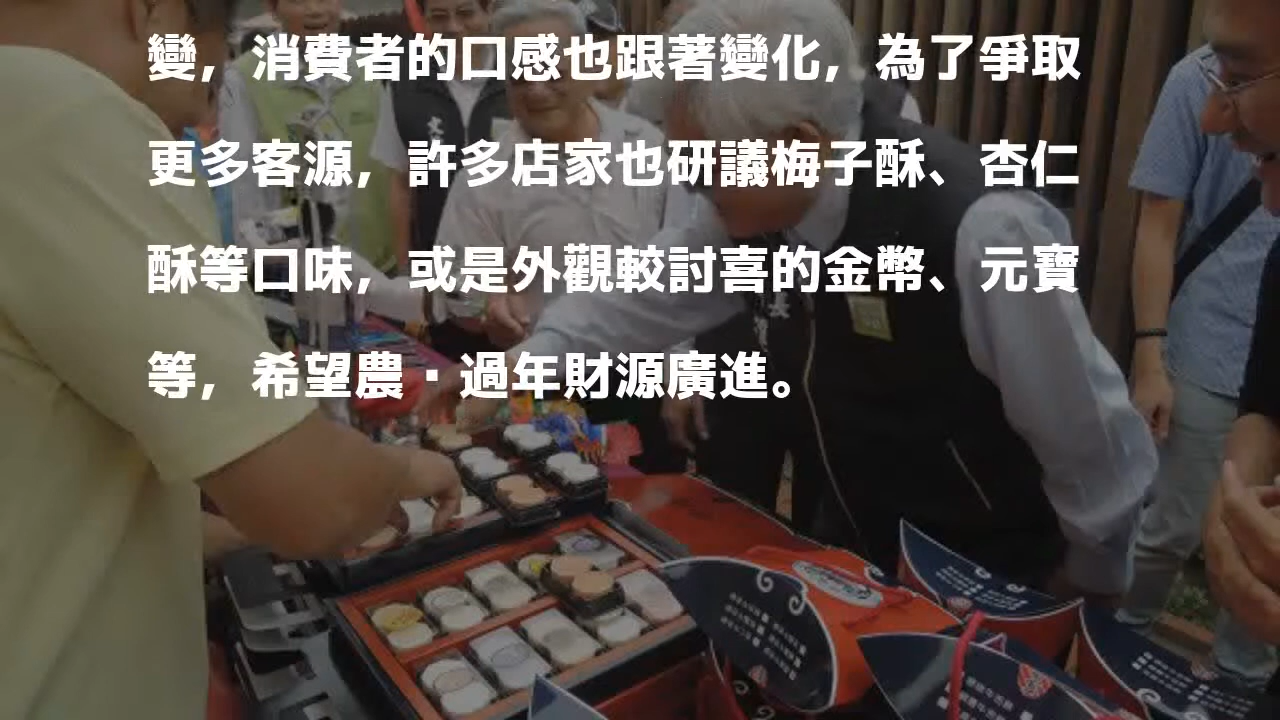 變，消費者的口感也跟著變化，為了爭取
更多客源，許多店家也研議梅子酥、杏仁
酥等口味，或是外觀較討喜的金幣、元寶
等，希望農▪過年財源廣進。